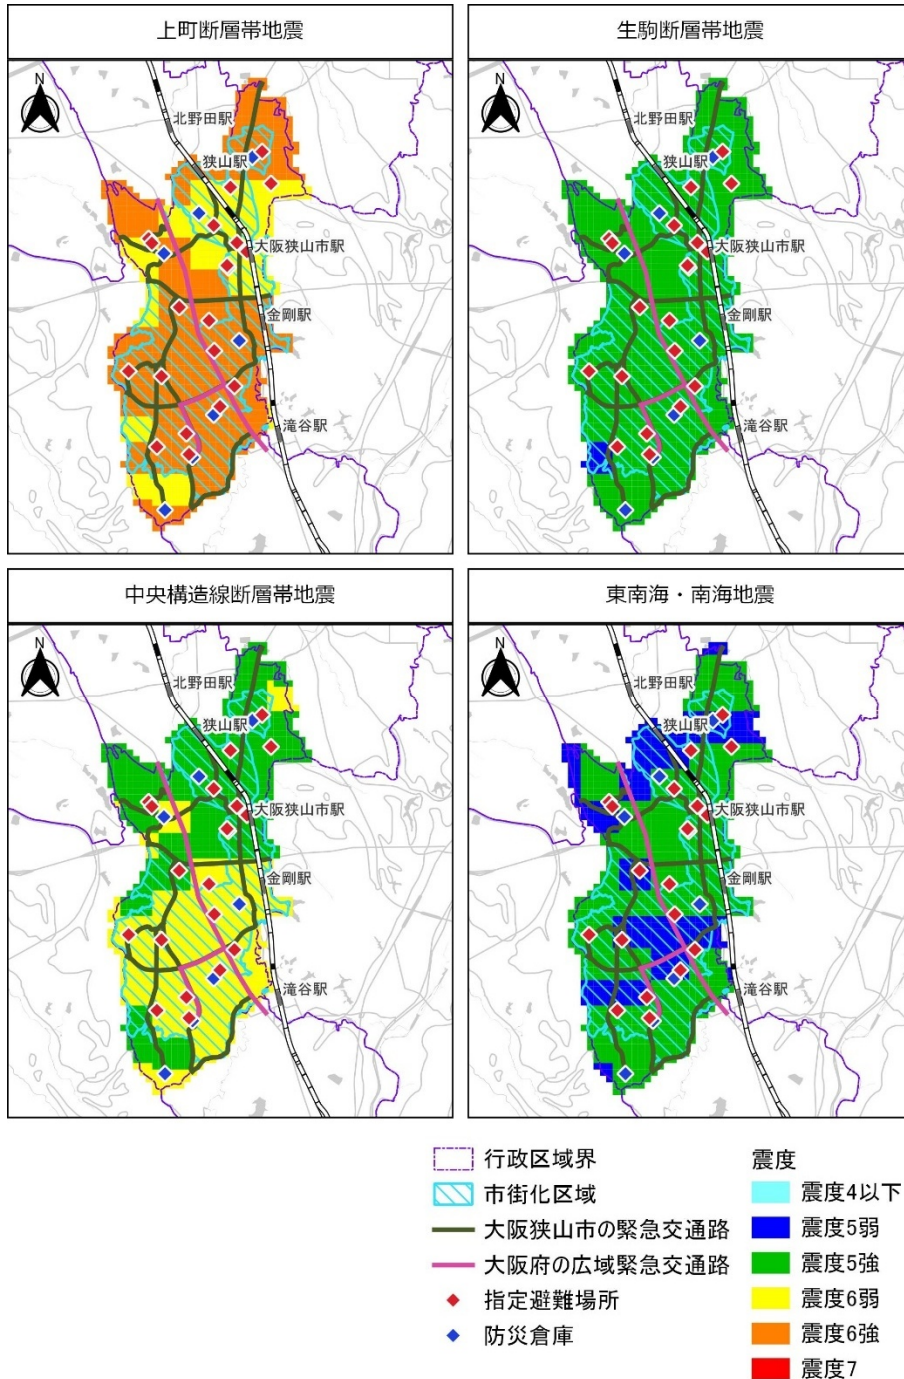 上町断層帯地震
N
北野田駅
狭山駅
大阪狭山市駅
金剛駅
滝谷駅
生駒断層帯地震
N
北野田駅
狭山駅
大阪狭山市駅
金剛駅
滝谷駅
中央構造線断層帯地震
N
北野田駅
狭山駅
大阪狭山市駅
金剛駅
滝谷駅
東南海・南海地震
N
北野田駅
狭山駅
大阪狭山市駅
金剛駅
滝谷駅
行政区域界
市街化区域
大阪狭山市の緊急交通路
大阪府の広域緊急交通路
指定避難場所
防災倉庫
震度
震度4以下
震度5弱
震度5強
震度6弱
震度6強
震度7